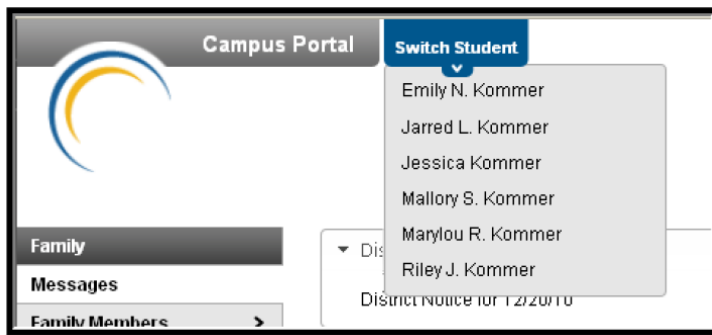 Campus Portal
Switch Student
Emily N. Kommer
Jarred L. Kommer
Jessica Kommer
Mallory S. Kommer
Marylou R. Kommer
Riley J. Kommer
Family
Messages
Family Members
District Notice for 12/20/10